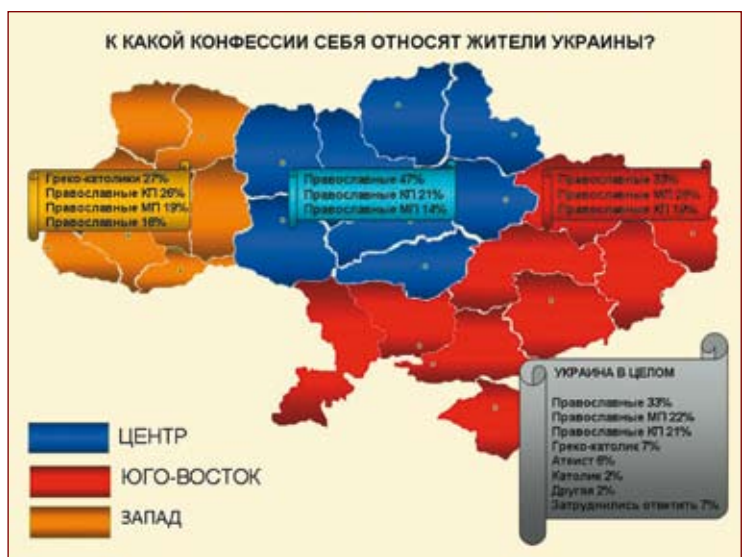 К КАКОЙ КОНФЕССИИ СЕБЯ ОТНОСЯТ ЖИТЕЛИ УКРАИНЫ?
Греко-католики 27%
Православные КП 26%
Православные МП 19%
Православные 16%
Православные 47%
Православные КП 21%
Православные МП 14%
Православные 33%
Православные МП
Православные КП
УКРАИНА В ЦЕЛОМ
Православные 33%
Православные МП 22%
Православные КП 21%
Греко-католик 7%
Атеист 6%
Католик 2%
Другая 2%
Затруднились ответить 7%
ЦЕНТР
ЮГО-ВОСТОК
ЗАПАД